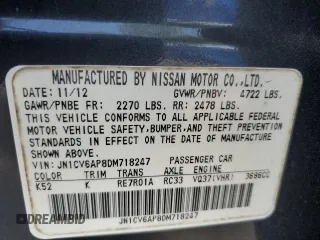 MANUFACTURED BY NISSAN MOTOR CO.,LTD.
DATE: 11/12 GVWR/PNBV: 4722 LBS.
GAWR/PNBE FR: 2270 LBS. RR: 2478 LBS.
THIS VEHICLE CONFORMS TO ALL APPLICABLE FEDERAL
MOTOR VEHICLE SAFETY,BUMPER,AND THEFT PREVENTION
STANDARDS IN EFFECT ON THE DATE OF MANUFACTURE
SHOWN ABOVE.
VIN: JN1CV6AP8DM718247 PASSENGER CAR
COLOR TRIM TRANS AXLE ENGINE
K52 K RE7R01A RC33 VQ37(VHR) 3696CC
JN1CV6AP8DM718247